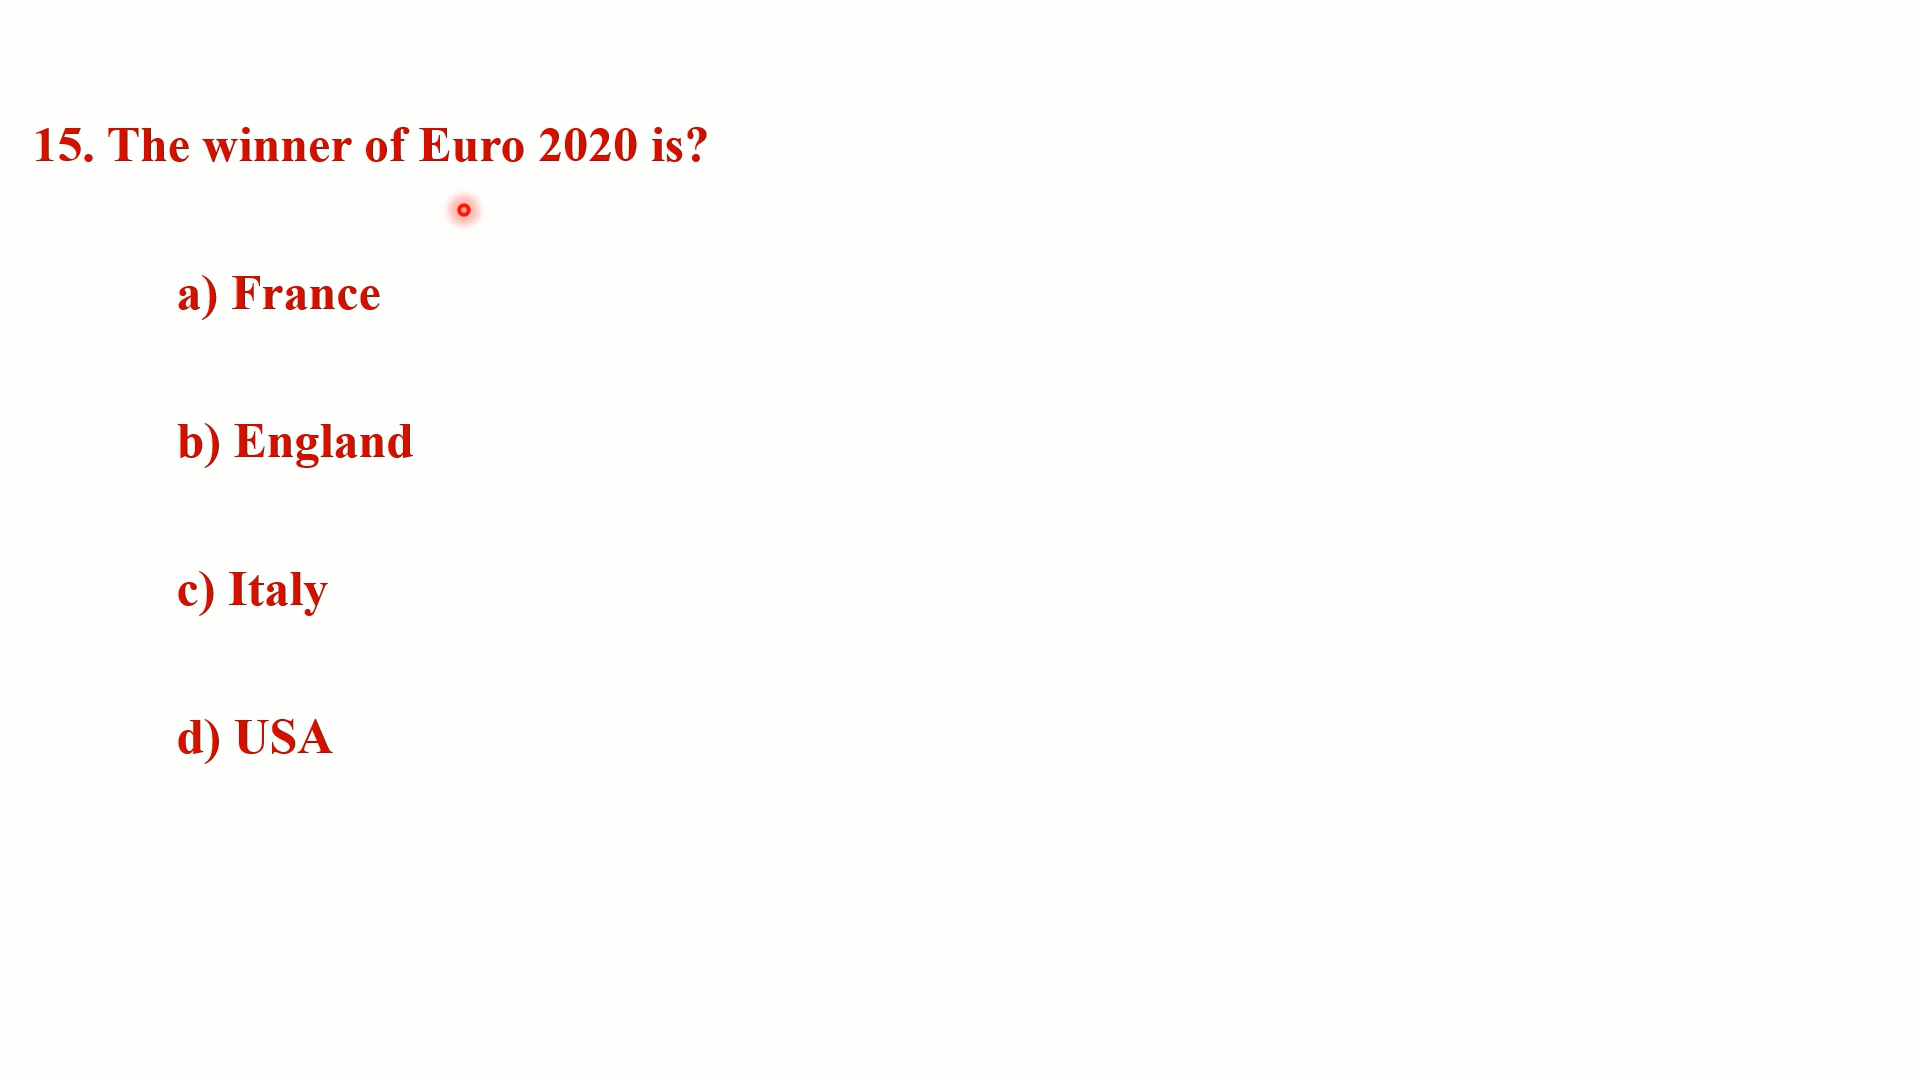 15. The winner of Euro 2020 is?
a) France
b) England
c) Italy
d) USA